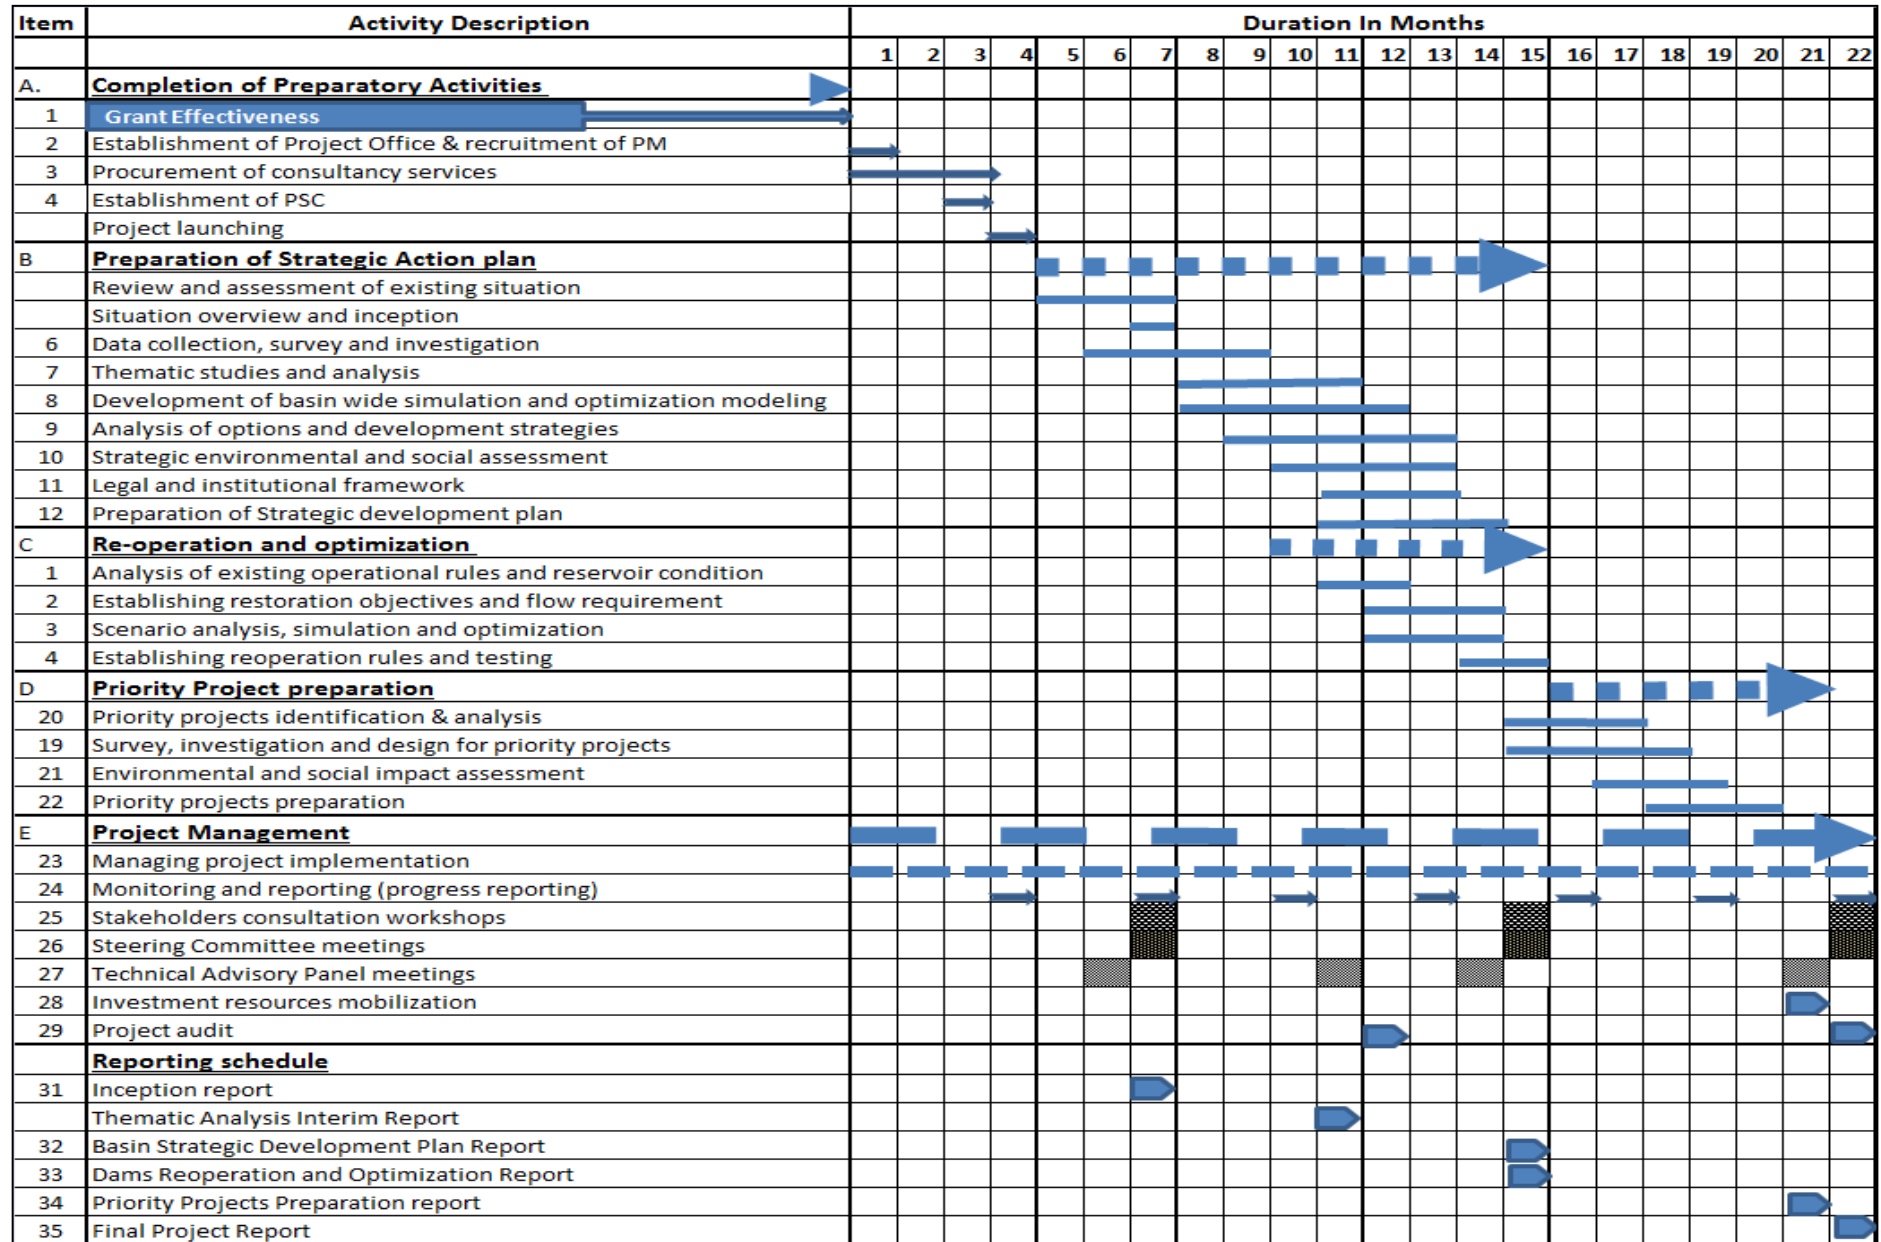 Item Activity Description Duration In Months
1 2 3 4 5 6 7 8 9 10 11 12 13 14 15 16 17 18 19 20 21 22
A. Completion of Preparatory Activities
1 Grant Effectiveness
2 Establishment of Project Office & recruitment of PM
3 Procurement of consultancy services
4 Establishment of PSC
Project launching
B Preparation of Strategic Action plan
Review and assessment of existing situation
Situation overview and inception
6 Data collection, survey and investigation
7 Thematic studies and analysis
8 Development of basin wide simulation and optimization modeling
9 Analysis of options and development strategies
10 Strategic environmental and social assessment
11 Legal and institutional framework
12 Preparation of Strategic development plan
C Re-operation and optimization
1 Analysis of existing operational rules and reservoir condition
2 Establishing restoration objectives and flow requirement
3 Scenario analysis, simulation and optimization
4 Establishing reoperation rules and testing
D Priority Project preparation
20 Priority projects identification & analysis
19 Survey, investigation and design for priority projects
21 Environmental and social impact assessment
22 Priority projects preparation
E Project Management
23 Managing project implementation
24 Monitoring and reporting (progress reporting)
25 Stakeholders consultation workshops
26 Steering Committee meetings
27 Technical Advisory Panel meetings
28 Investment resources mobilization
29 Project audit
Reporting schedule
31 Inception report
Thematic Analysis Interim Report
32 Basin Strategic Development Plan Report
33 Dams Reoperation and Optimization Report
34 Priority Projects Preparation report
35 Final Project Report